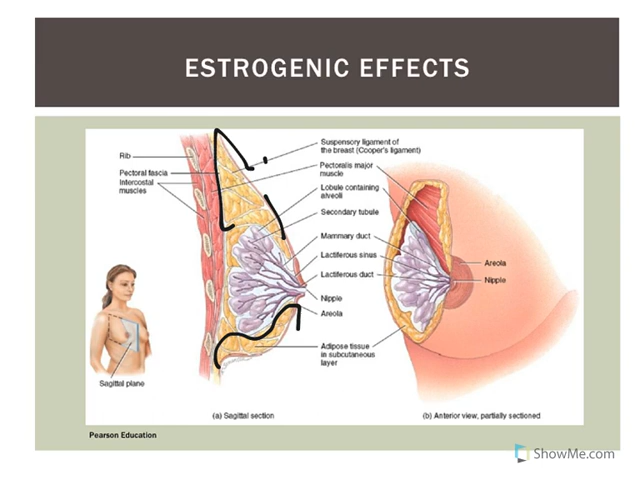 ESTROGENIC EFFECTS
Rib
Pectoral fascia
Intercostal
muscles
Suspensory ligament of
the breast (Cooper's ligament)
Pectoralis major
muscle
Lobule containing
alveoli
Secondary tubule
Mammary duct
Lactiferous sinus
Lactiferous duct
Nipple
Areola
Adipose tissue
in subcutaneous
layer
Areola
Nipple
Sagittal plane
(a) Sagittal section
(b) Anterior view, partially sectioned
Pearson Education
ShowMe.com